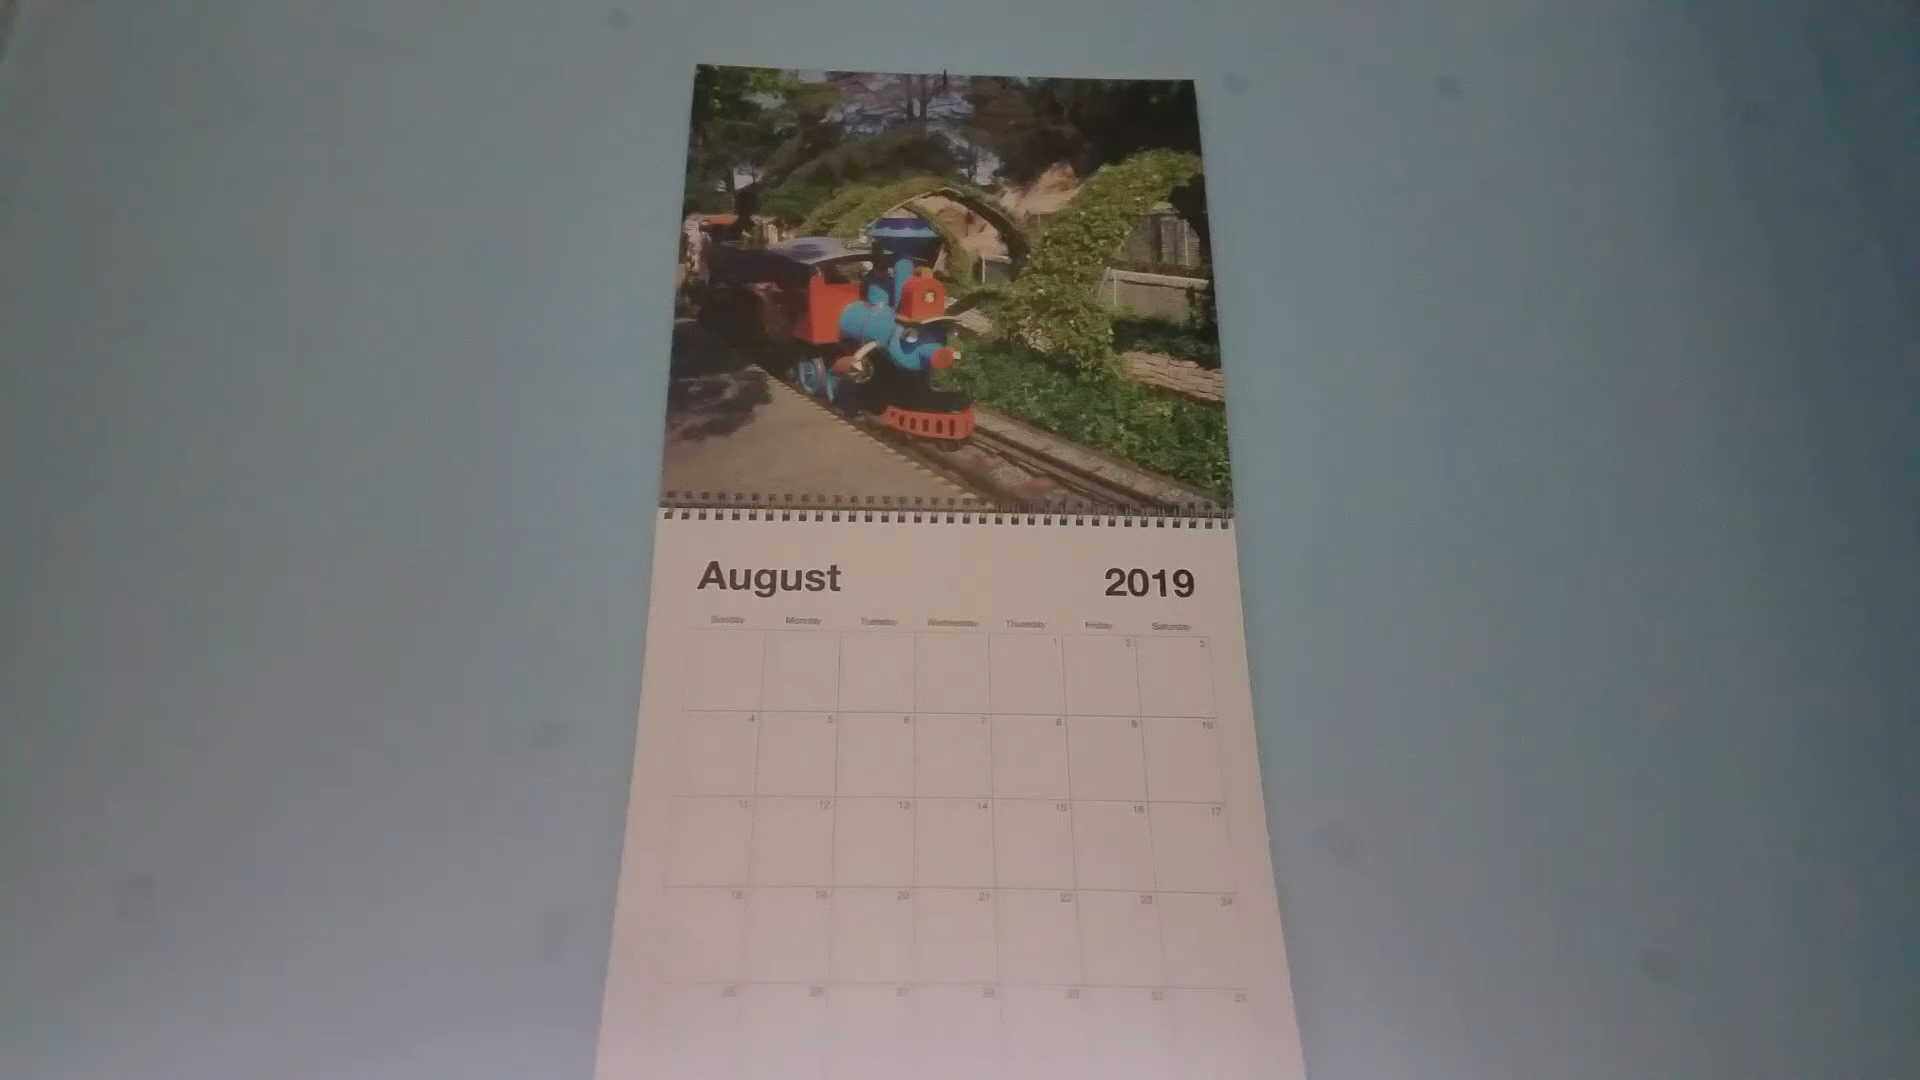 August 2019
Sunday Monday Tuesday Wednesday Thursday Friday Saturday
1 2 3
4 5 6 7 8 9 10
11 12 13 14 15 16 17
18 19 20 21 22 23 24
25 26 27 28 29 30 31